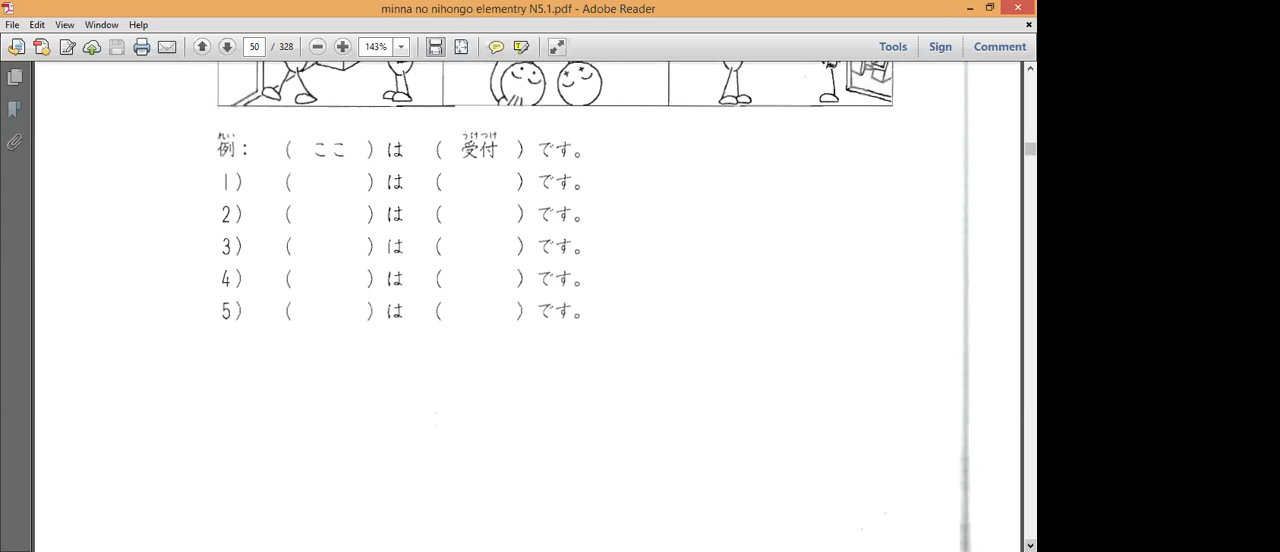 minna no nihongo elementry N5.1.pdf - Adobe Reader
File Edit View Window Help
50 / 328 143% Tools Sign Comment
れい うけつけ
例： （ ここ ）は （ 受付 ）です。
1） （ ）は （ ）です。
2） （ ）は （ ）です。
3） （ ）は （ ）です。
4） （ ）は （ ）です。
5） （ ）は （ ）です。